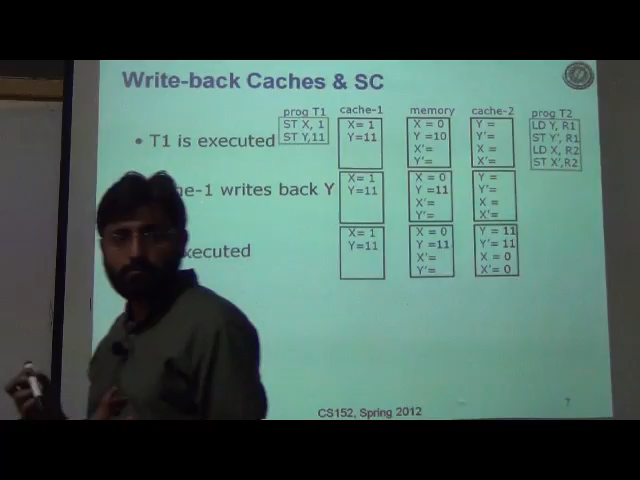 Write-back Caches & SC
prog T1 cache-1 memory cache-2 prog T2
• T1 is executed
ST X, 1
ST Y,11
X= 1
Y=11
X = 0
Y =10
X'=
Y'=
Y =
Y'=
X =
X'=
LD Y, R1
ST Y', R1
LD X, R2
ST X',R2
he-1 writes back Y
X= 1
Y=11
X = 0
Y =11
X'=
Y'=
Y =
Y'=
X =
X'=
executed
X= 1
Y=11
X = 0
Y =11
X'=
Y'=
Y = 11
Y'= 11
X = 0
X'= 0
CS152, Spring 2012
7